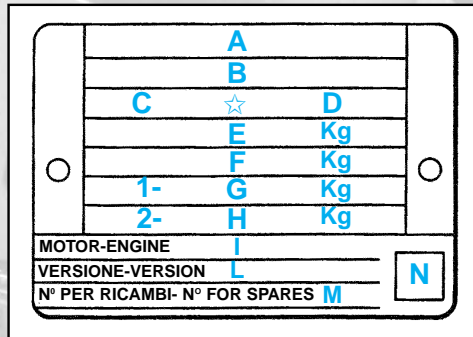 A
B
C ☆ D
E Kg
F Kg
1- G Kg
2- H Kg
MOTOR-ENGINE I
VERSIONE-VERSION L
Nº PER RICAMBI- Nº FOR SPARES M
N